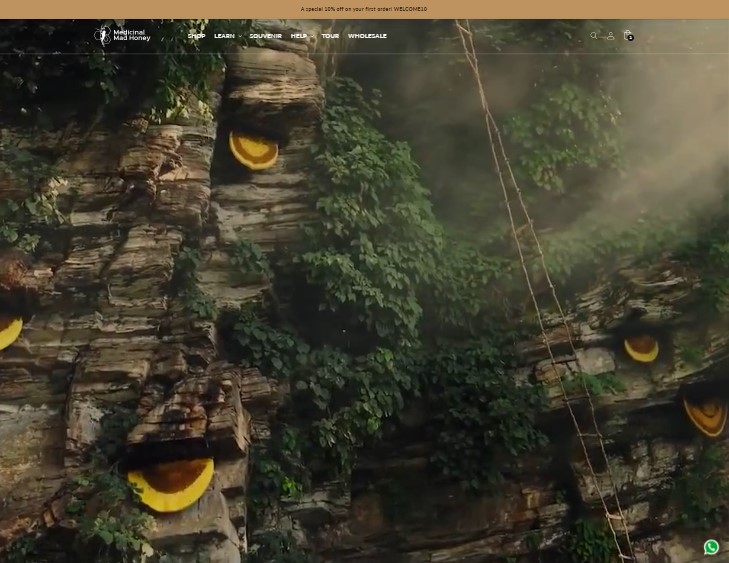 A special 10% off on your first order! WELCOME10
Medicinal
Mad Honey
SHOP LEARN SOUVENIR HELP TOUR WHOLESALE